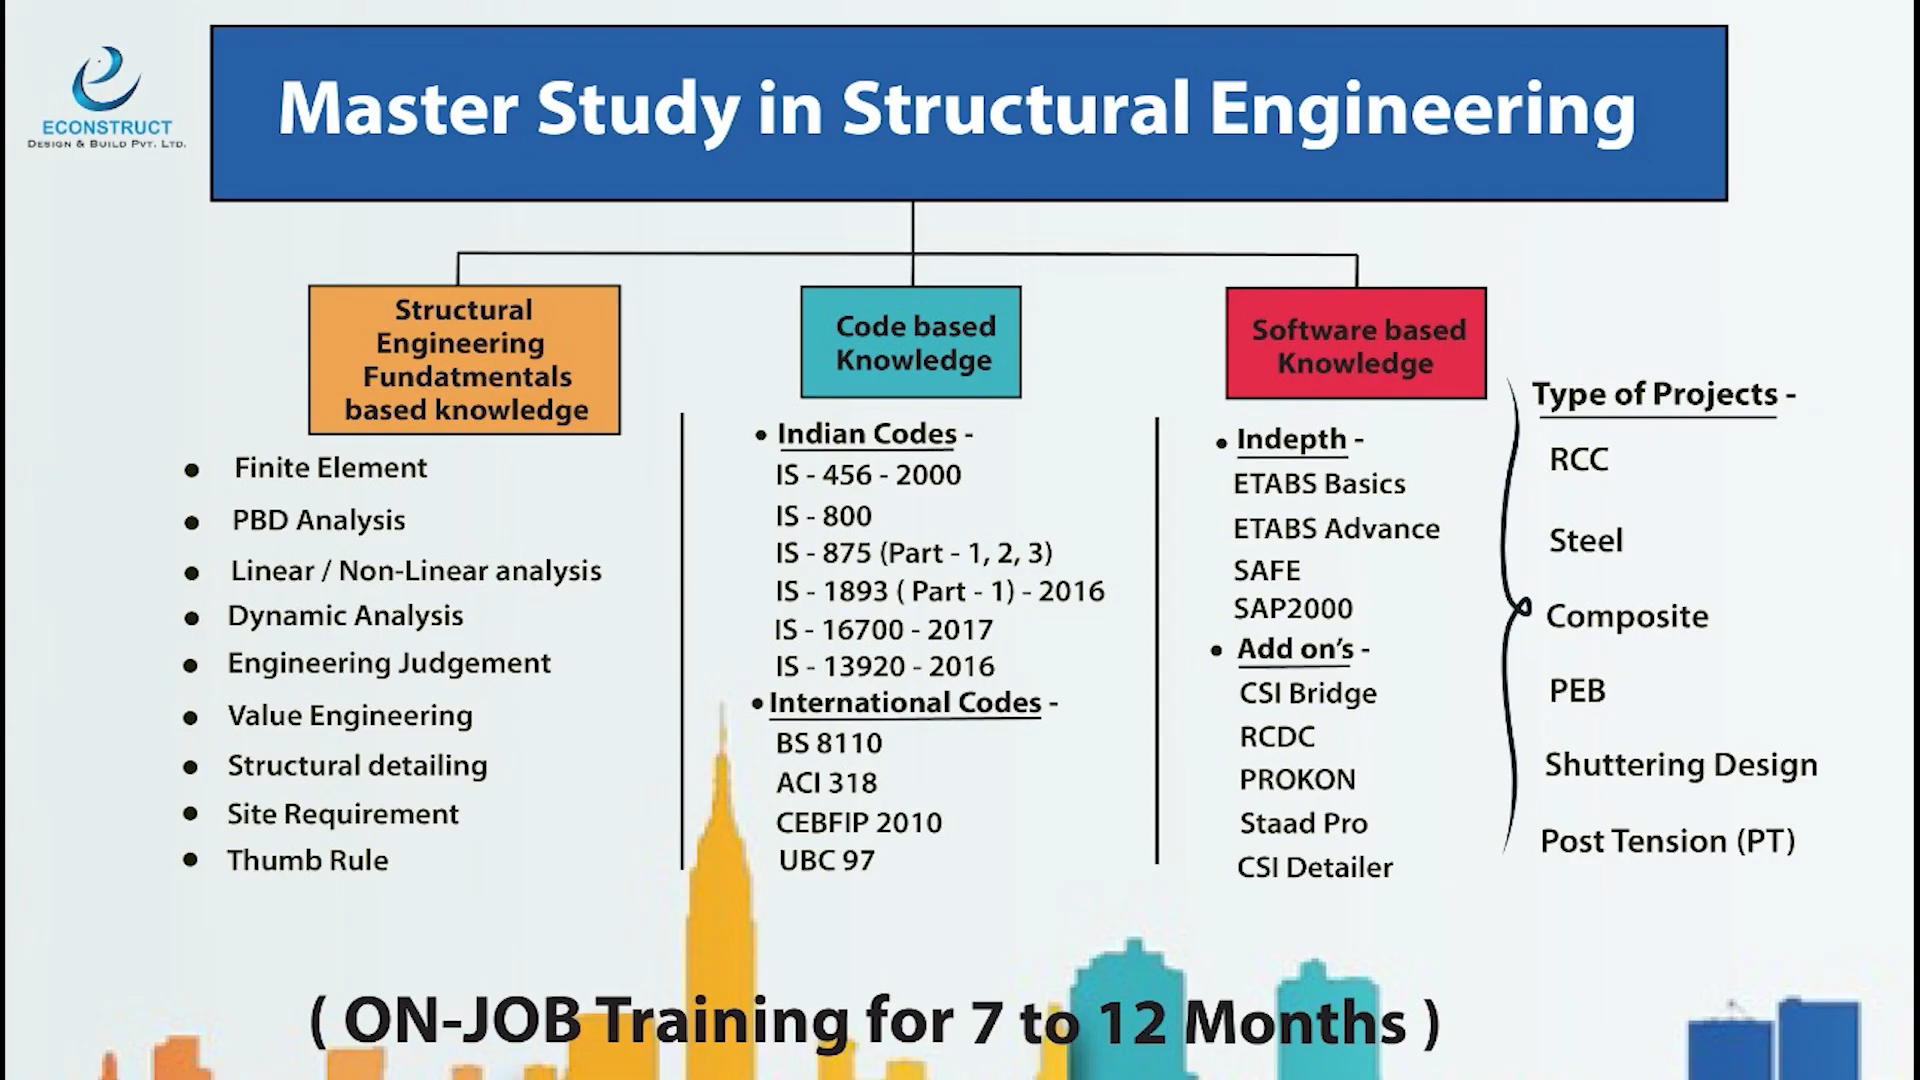 ECONSTRUCT
DESIGN & BUILD PVT. LTD.
Master Study in Structural Engineering
Structural
Engineering
Fundatmentals
based knowledge
• Finite Element
• PBD Analysis
• Linear / Non-Linear analysis
• Dynamic Analysis
• Engineering Judgement
• Value Engineering
• Structural detailing
• Site Requirement
• Thumb Rule
Code based
Knowledge
• Indian Codes -
IS - 456 - 2000
IS - 800
IS - 875 (Part - 1, 2, 3)
IS - 1893 ( Part - 1) - 2016
IS - 16700 - 2017
IS - 13920 - 2016
• International Codes -
BS 8110
ACI 318
CEBFIP 2010
UBC 97
Software based
Knowledge
• Indepth -
ETABS Basics
ETABS Advance
SAFE
SAP2000
• Add on’s -
CSI Bridge
RCDC
PROKON
Staad Pro
CSI Detailer
Type of Projects -
RCC
Steel
Composite
PEB
Shuttering Design
Post Tension (PT)
( ON-JOB Training for 7 to 12 Months )